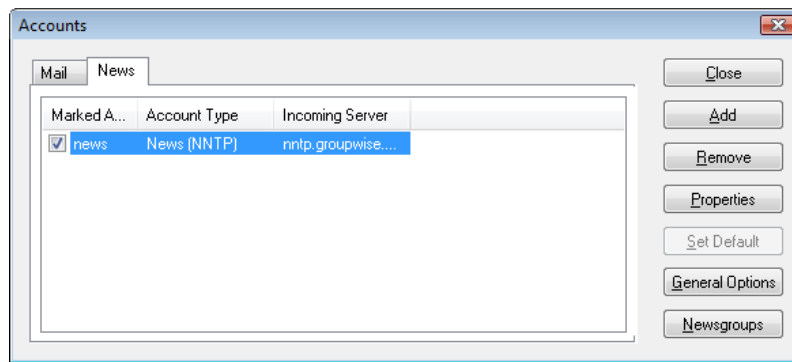 Accounts
Mail
News
Marked A... Account Type Incoming Server
news News (NNTP) nntp.groupwise....
Close
Add
Remove
Properties
Set Default
General Options
Newsgroups